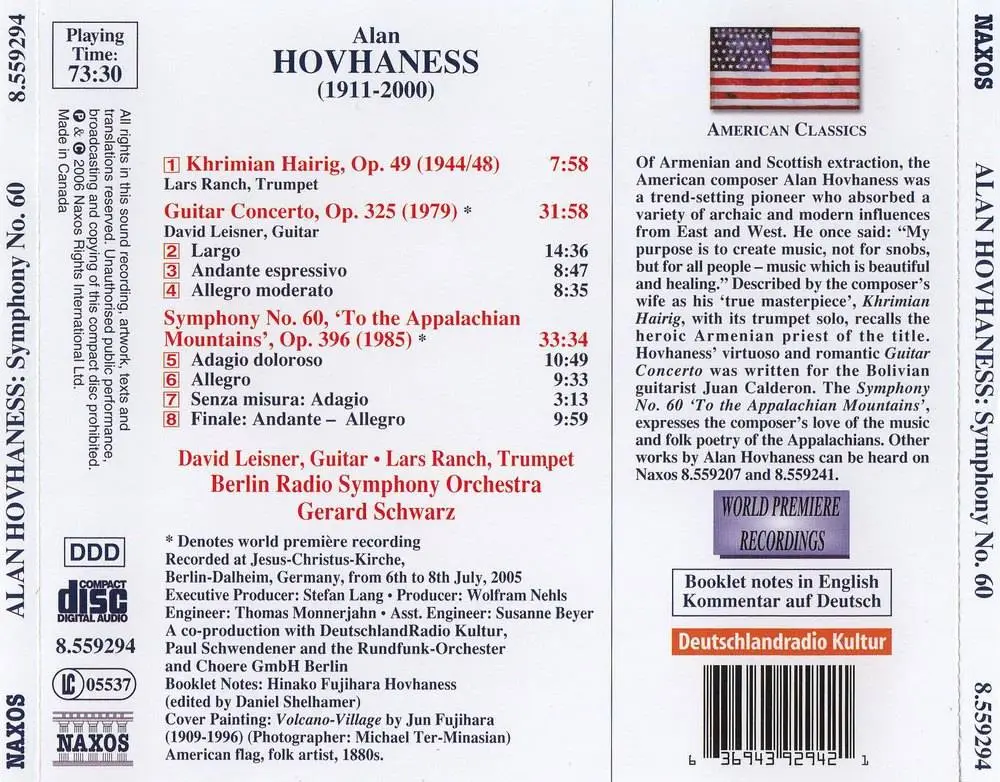 NAXOS ALAN HOVHANESS: Symphony No. 60 8.559294
Playing
Time:
73:30
All rights in this sound recording, artwork, texts and
translations reserved. Unauthorised public performance,
broadcasting and copying of this compact disc prohibited.
℗ & © 2006 Naxos Rights International Ltd.
Made in Canada
DDD
COMPACT
disc
DIGITAL AUDIO
8.559294
LC 05537
NAXOS
Alan
HOVHANESS
(1911-2000)
1 Khrimian Hairig, Op. 49 (1944/48) 7:58
Lars Ranch, Trumpet
Guitar Concerto, Op. 325 (1979) * 31:58
David Leisner, Guitar
2 Largo 14:36
3 Andante espressivo 8:47
4 Allegro moderato 8:35
Symphony No. 60, ‘To the Appalachian
Mountains’, Op. 396 (1985) * 33:34
5 Adagio doloroso 10:49
6 Allegro 9:33
7 Senza misura: Adagio 3:13
8 Finale: Andante – Allegro 9:59
David Leisner, Guitar • Lars Ranch, Trumpet
Berlin Radio Symphony Orchestra
Gerard Schwarz
* Denotes world première recording
Recorded at Jesus-Christus-Kirche,
Berlin-Dalheim, Germany, from 6th to 8th July, 2005
Executive Producer: Stefan Lang • Producer: Wolfram Nehls
Engineer: Thomas Monnerjahn • Asst. Engineer: Susanne Beyer
A co-production with DeutschlandRadio Kultur,
Paul Schwendener and the Rundfunk-Orchester
and Choere GmbH Berlin
Booklet Notes: Hinako Fujihara Hovhaness
(edited by Daniel Shelhamer)
Cover Painting: Volcano-Village by Jun Fujihara
(1909-1996) (Photographer: Michael Ter-Minasian)
American flag, folk artist, 1880s.
AMERICAN CLASSICS
Of Armenian and Scottish extraction, the
American composer Alan Hovhaness was
a trend-setting pioneer who absorbed a
variety of archaic and modern influences
from East and West. He once said: “My
purpose is to create music, not for snobs,
but for all people – music which is beautiful
and healing.” Described by the composer’s
wife as his ‘true masterpiece’, Khrimian
Hairig, with its trumpet solo, recalls the
heroic Armenian priest of the title.
Hovhaness’ virtuoso and romantic Guitar
Concerto was written for the Bolivian
guitarist Juan Calderon. The Symphony
No. 60 ‘To the Appalachian Mountains’,
expresses the composer’s love of the music
and folk poetry of the Appalachians. Other
works by Alan Hovhaness can be heard on
Naxos 8.559207 and 8.559241.
WORLD PREMIERE
RECORDINGS
Booklet notes in English
Kommentar auf Deutsch
Deutschlandradio Kultur
6 36943 92942 1
NAXOS ALAN HOVHANESS: Symphony No. 60 8.559294